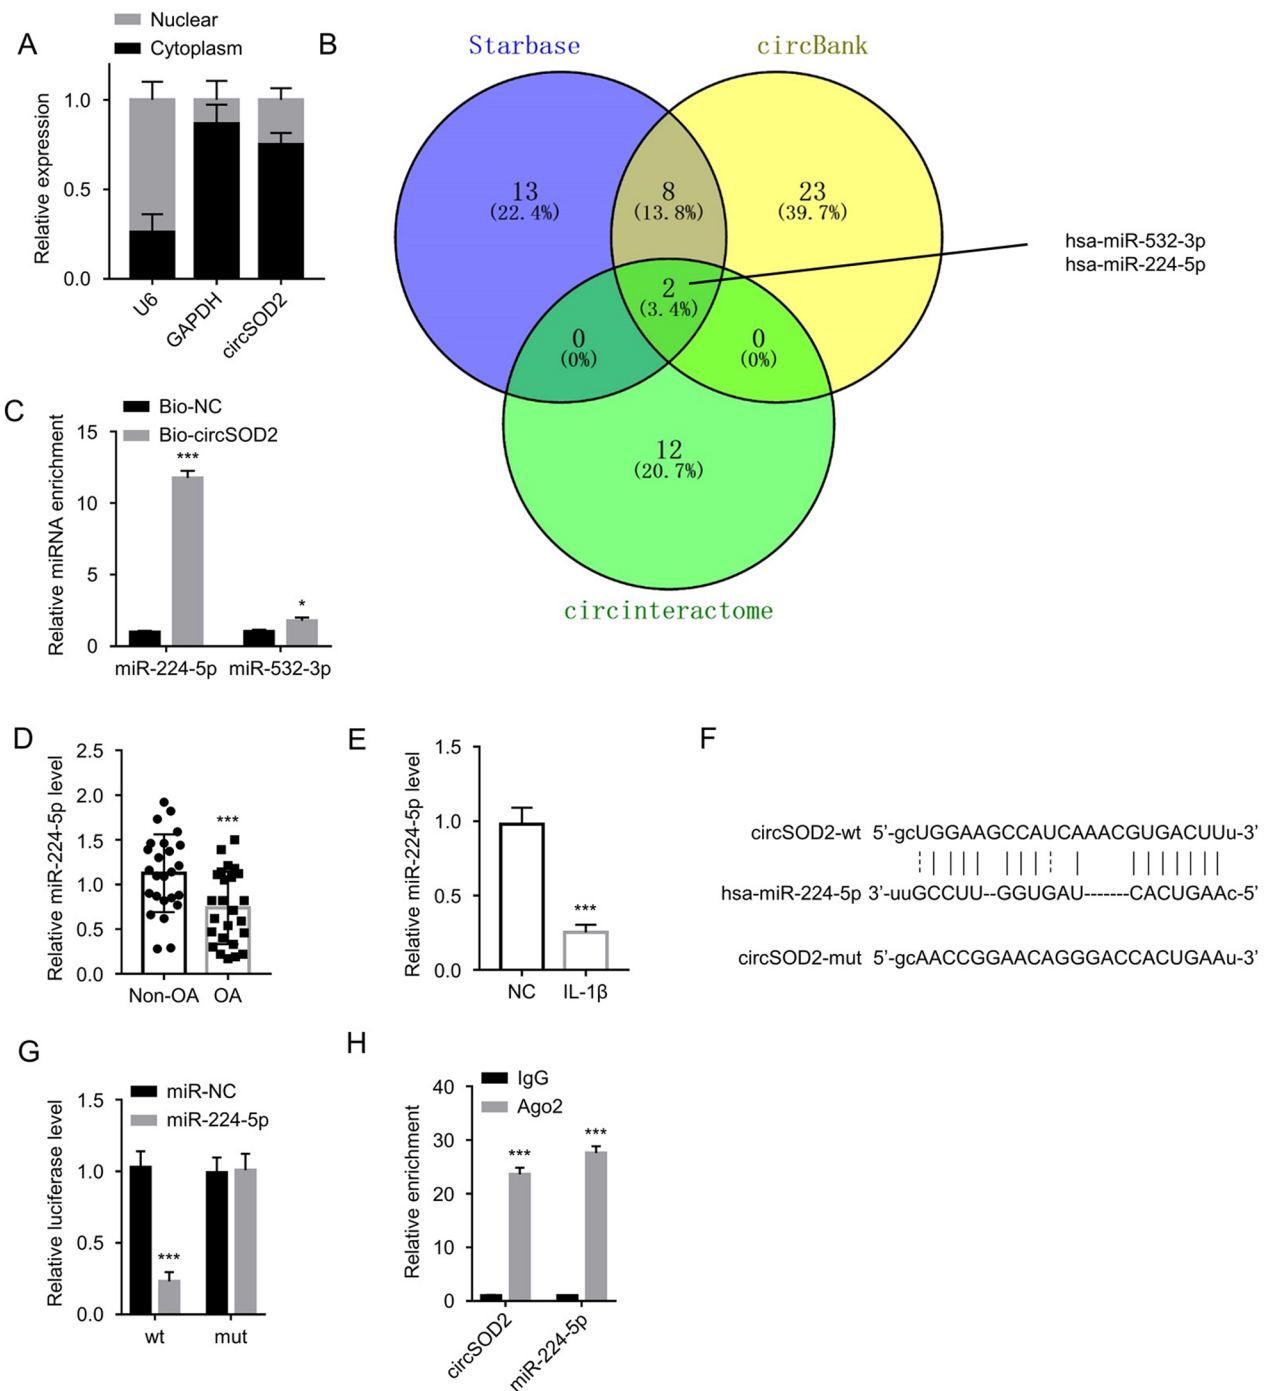 A
Nuclear
Cytoplasm
Relative expression
1.0
0.5
0.0
U6
GAPDH
circSOD2
B
Starbase
circBank
13
(22.4%)
8
(13.8%)
23
(39.7%)
2
(3.4%)
0
(0%)
0
(0%)
12
(20.7%)
circinteractome
hsa-miR-532-3p
hsa-miR-224-5p
C
Bio-NC
Bio-circSOD2
Relative miRNA enrichment
15
10
5
0
***
*
miR-224-5p
miR-532-3p
D
Relative miR-224-5p level
2.5
2.0
1.5
1.0
0.5
0.0
***
Non-OA
OA
E
Relative miR-224-5p level
1.5
1.0
0.5
0.0
***
NC
IL-1β
F
circSOD2-wt 5’-gcUGGAAGCCAUCAAACGUGACUUu-3’
hsa-miR-224-5p 3’-uuGCCUU--GGUGAU-------CACUGAAc-5’
circSOD2-mut 5’-gcAACCGGAACAGGGACCACUGAAu-3’
G
miR-NC
miR-224-5p
Relative luciferase level
1.5
1.0
0.5
0.0
***
wt
mut
H
IgG
Ago2
Relative enrichment
40
30
20
10
0
***
***
circSOD2
miR-224-5p